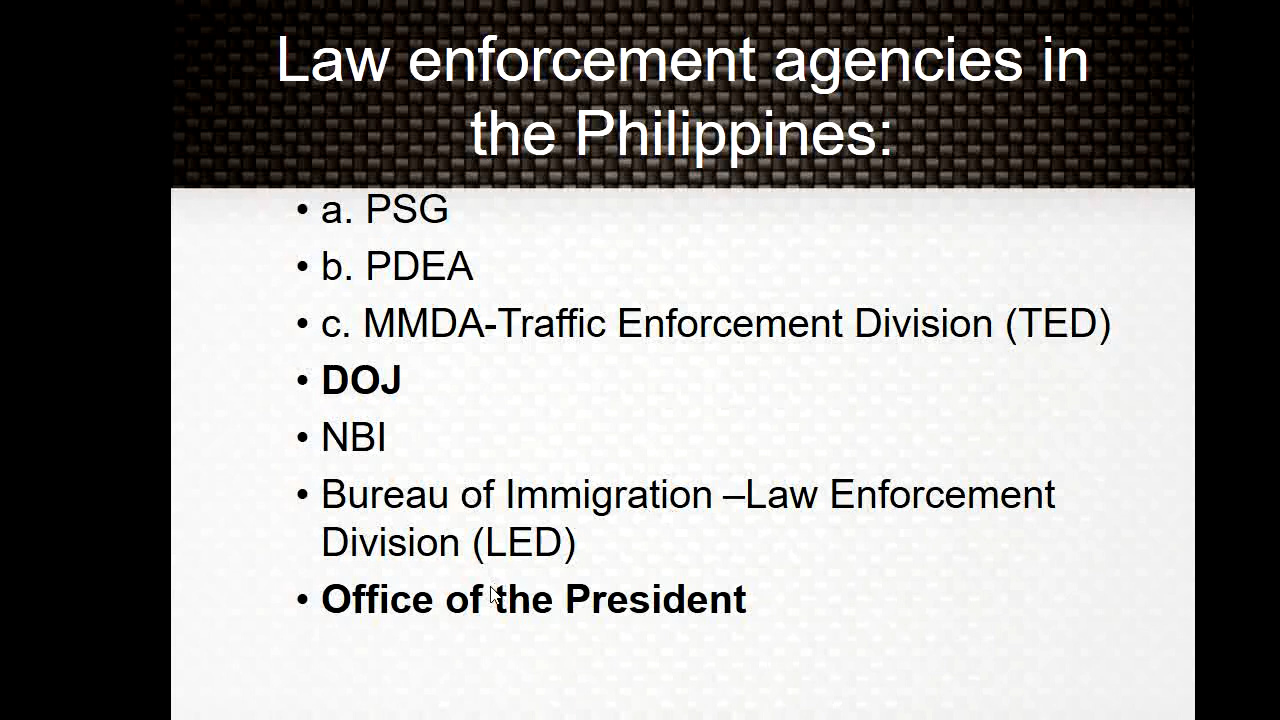 Law enforcement agencies in
the Philippines:
• a. PSG
• b. PDEA
• c. MMDA-Traffic Enforcement Division (TED)
• DOJ
• NBI
• Bureau of Immigration –Law Enforcement
Division (LED)
• Office of the President